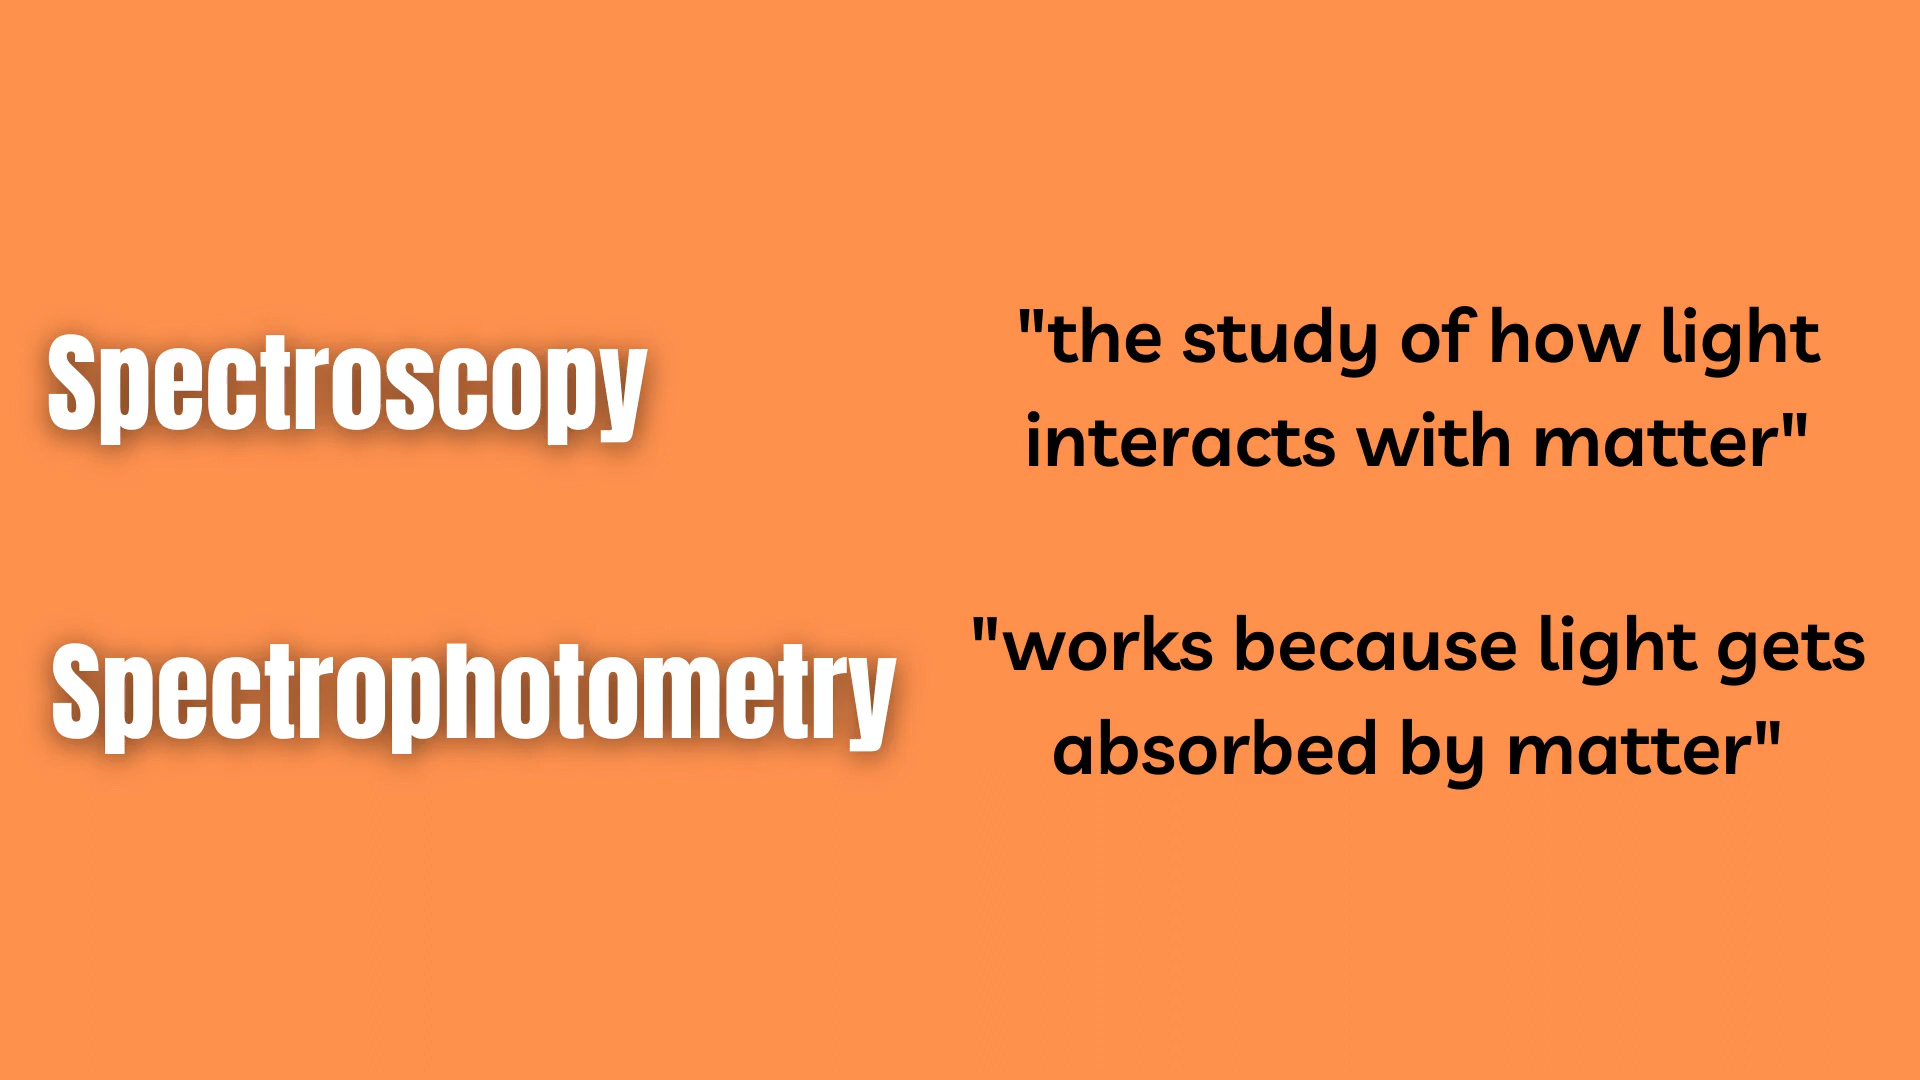 Spectroscopy
"the study of how light
interacts with matter"
Spectrophotometry
"works because light gets
absorbed by matter"